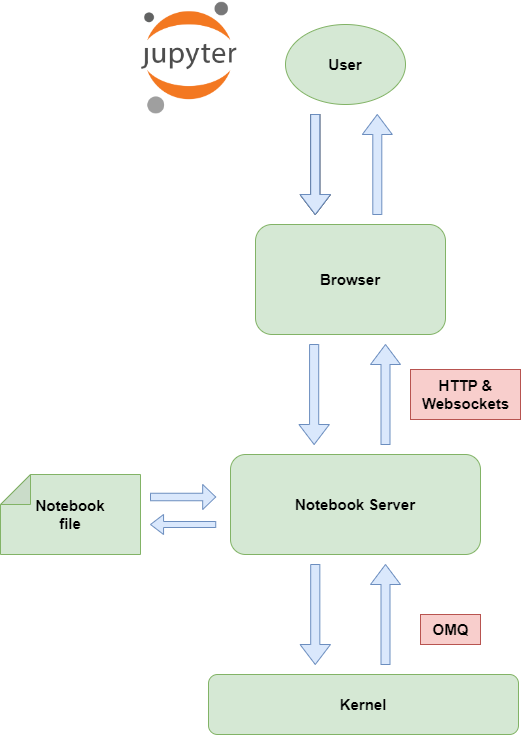 jupyter
User
Browser
HTTP &
Websockets
Notebook
file
Notebook Server
OMQ
Kernel